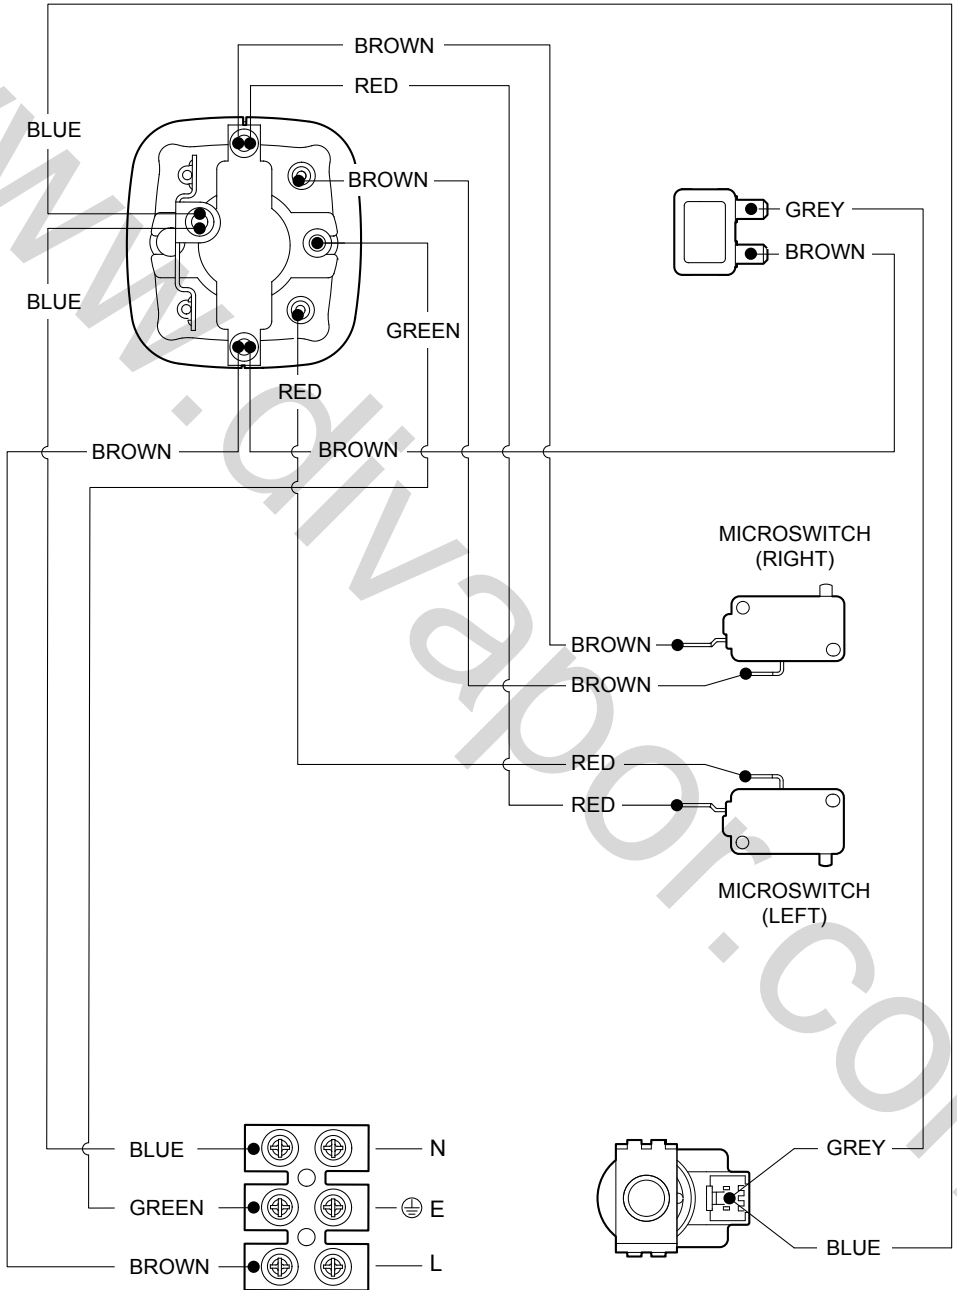 BROWN
RED
BLUE
BROWN
GREY
BROWN
BLUE
GREEN
RED
BROWN
BROWN
MICROSWITCH
(RIGHT)
BROWN
BROWN
RED
RED
MICROSWITCH
(LEFT)
BLUE
N
GREY
GREEN
E
BLUE
BROWN
L
www.divapor.com